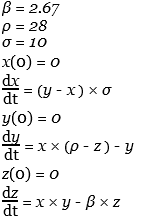 β = 2.67
ρ = 28
σ = 10
x(0) = 0
dx/dt = (y - x) × σ
y(0) = 0
dy/dt = x × (ρ - z) - y
z(0) = 0
dz/dt = x × y - β × z